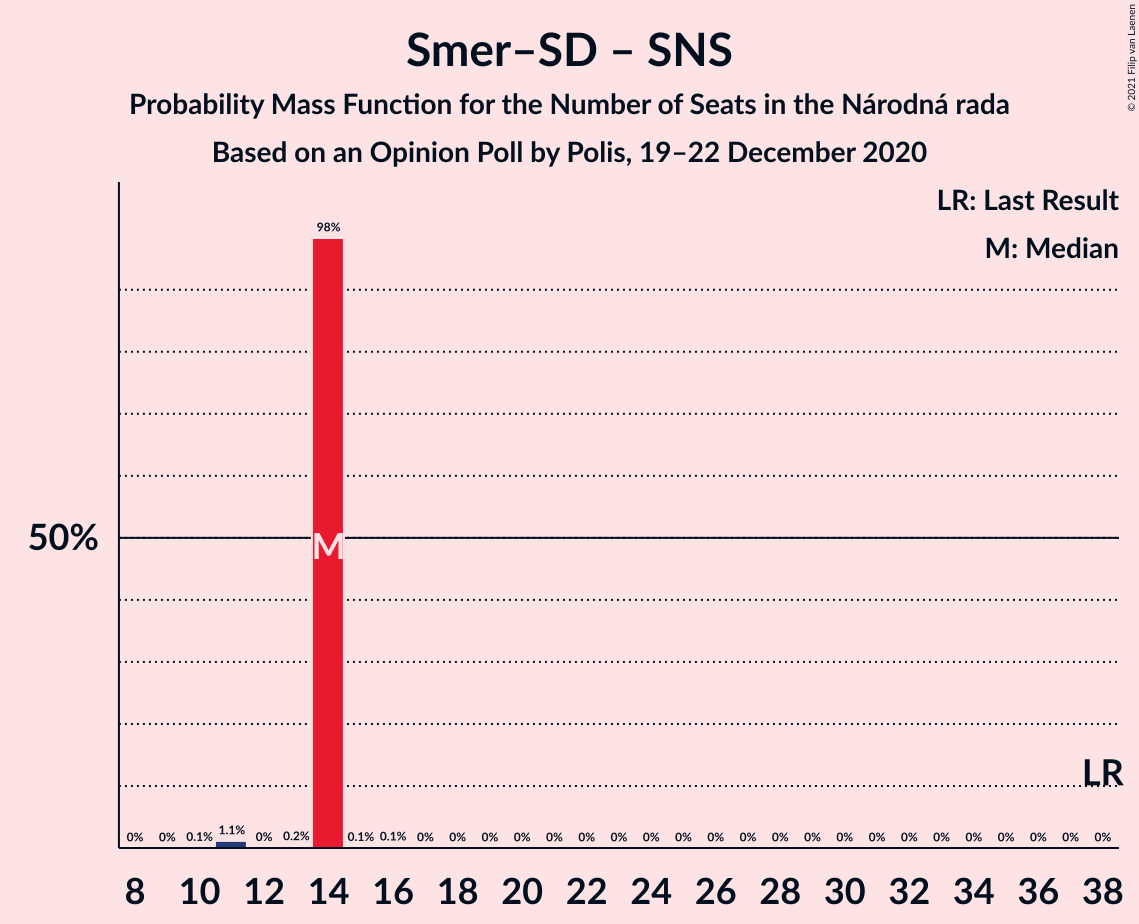 Smer–SD – SNS
Probability Mass Function for the Number of Seats in the Národná rada
Based on an Opinion Poll by Polis, 19–22 December 2020
© 2021 Filip van Laenen
LR: Last Result
M: Median
98%
50%
M
LR
0% 0% 0.1% 1.1% 0% 0.2% 0.1% 0.1% 0% 0% 0% 0% 0% 0% 0% 0% 0% 0% 0% 0% 0% 0% 0% 0% 0% 0% 0% 0% 0% 0%
8 10 12 14 16 18 20 22 24 26 28 30 32 34 36 38